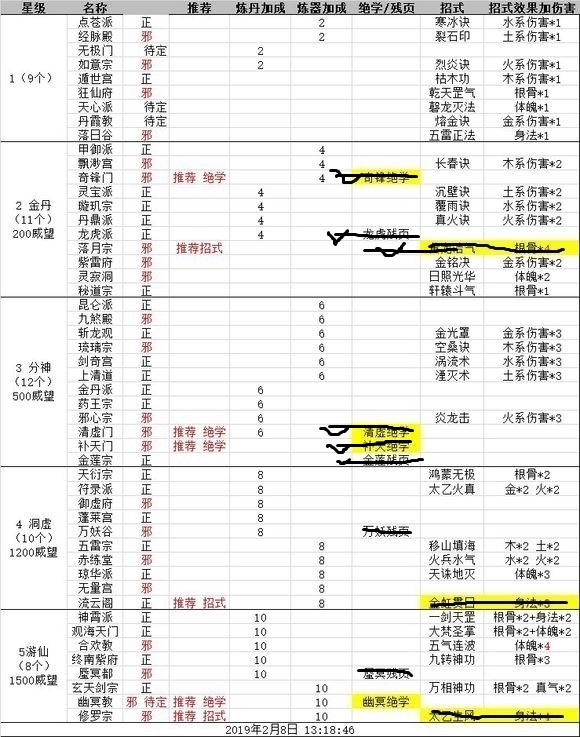 星级 名称 推荐 炼丹加成 炼器加成 绝学/残页 招式 招式效果加伤害
1（9个）
点苍派 正 2 寒冰诀 水系伤害*1
经脉殿 邪 2 裂石印 土系伤害*1
无极门 待定 2
如意宗 邪 2 烈炎诀 火系伤害*1
遁世宫 正 枯木功 木系伤害*1
狂仙府 邪 乾天罡气 根骨*1
天心派 待定 磬龙灭法 体魄*1
丹霞教 待定 熔金诀 金系伤害*1
落日谷 邪 五雷正法 身法*1
2 金丹
（11个）
200威望
甲御派 正 4
飘渺宫 邪 4 长春诀 木系伤害*2
奇锋门 邪 推荐 绝学 4 奇锋绝学
灵宝派 正 4 沉壁诀 土系伤害*2
璇玑宗 正 4 覆雨诀 水系伤害*2
丹鼎派 正 4 真火诀 火系伤害*2
龙虎派 正 4 龙虎残页
落月宗 邪 推荐招式 根骨*4
紫雷府 邪 金铭决 金系伤害*2
灵寂洞 邪 日照光华 体魄*2
秘道宗 正 轩辕斗气 根骨*1
3 分神
（12个）
500威望
昆仑派 正 6
九煞殿 邪 6
斩龙观 正 6 金光罩 金系伤害*3
琉璃宗 邪 6 空桑诀 木系伤害*3
剑奇宫 正 6 涡流术 水系伤害*3
上清道 正 6 湮灭术 土系伤害*3
金丹派 正 6
药王宗 正 6
邪心宗 邪 6 炎龙击 火系伤害*3
清虚门 邪 推荐 绝学 6 清虚绝学
补天门 邪 推荐 绝学 补天绝学
金莲宗 正 金莲残页
4 洞虚
（10个）
1200威望
天衍宗 正 8 鸿蒙无极 根骨*2
符录派 正 8 太乙火真 金*2 火*2
御虚府 邪 8
蓬莱宫 正 8
万妖谷 邪 8 万妖残页
五雷宗 正 8 移山填海 木*2 土*2
赤练堂 邪 8 火兵水气 水*2 火*2
琼华派 正 8 天诛地灭 体魄*3
无量宫 正 8
流云阁 正 推荐 招式 8 金虹贯日 身法*3
5游仙
（8个）
1500威望
神霄派 正 10 一剑天罡 根骨*2+身法*2
观海天门 正 10 大梵圣掌 根骨*2+体魄*2
合欢教 邪 10 五气连波 体魄*4
终南紫府 正 10 九转神功 根骨*3
蜃冥都 邪 10 蜃冥残页
玄天剑宗 正 10 万相神功 根骨*2 真气*2
幽冥教 邪 待定 推荐 绝学 10 幽冥绝学
修罗宗 邪 推荐 招式 10 太乙生风 身法*4
2019年2月8日 13:18:46